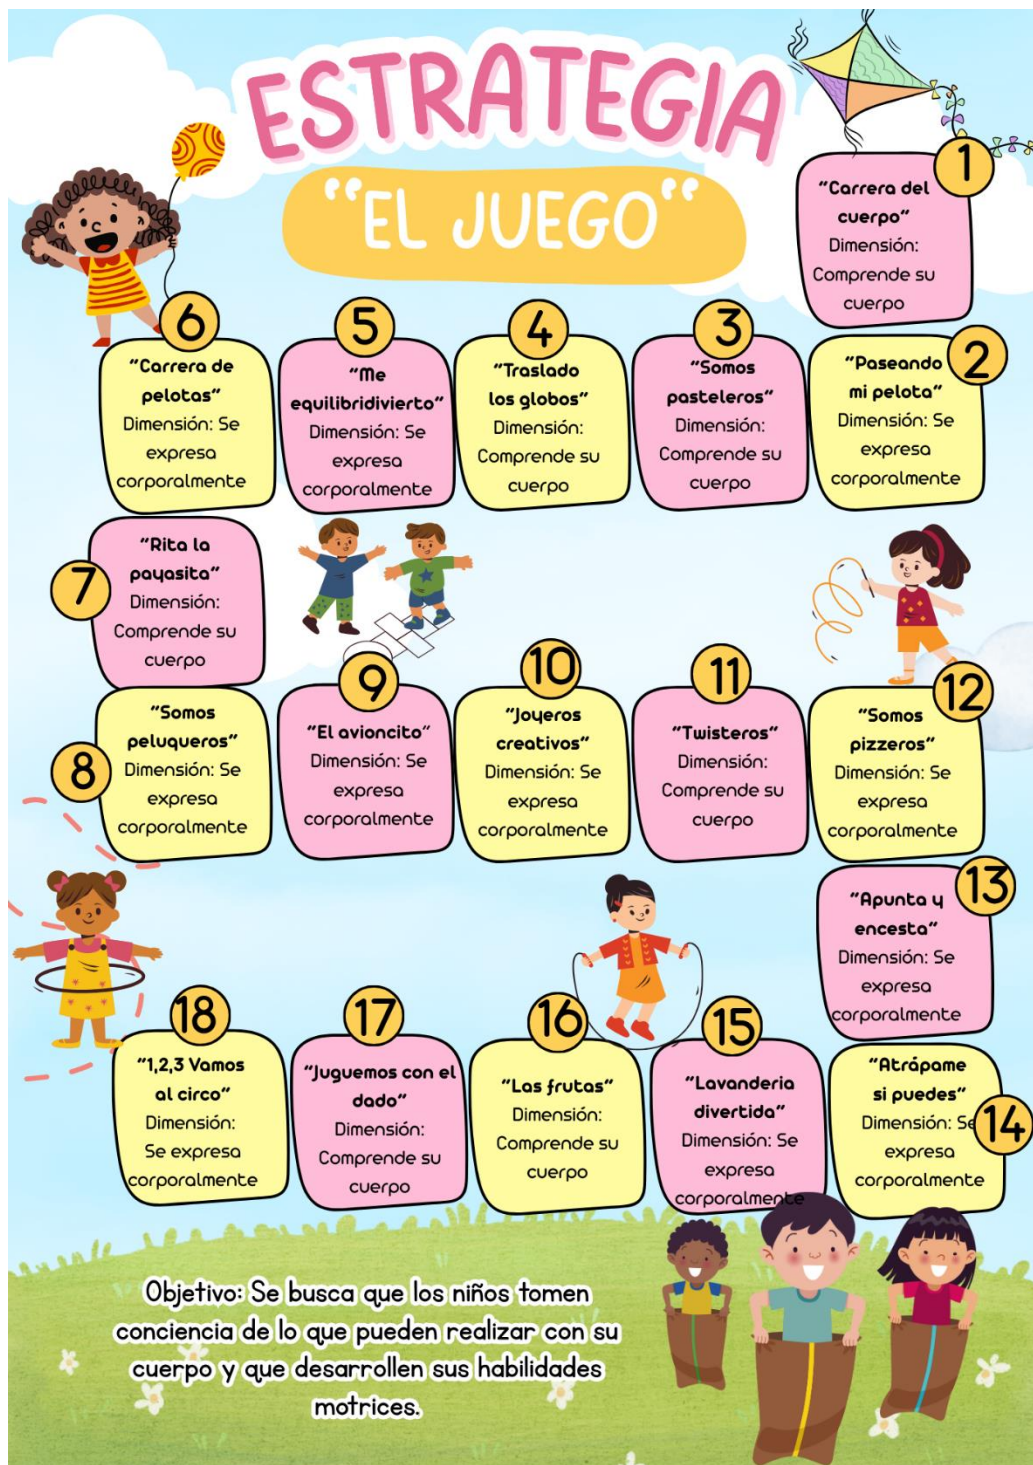 ESTRATEGIA
“EL JUEGO“
1
"Carrera del
cuerpo"
Dimensión:
Comprende su
cuerpo
2
"Paseando
mi pelota"
Dimensión: Se
expresa
corporalmente
3
"Somos
pasteleros"
Dimensión:
Comprende su
cuerpo
4
"Traslado
los globos"
Dimensión:
Comprende su
cuerpo
5
"Me
equilibridivierto"
Dimensión: Se
expresa
corporalmente
6
"Carrera de
pelotas"
Dimensión: Se
expresa
corporalmente
7
"Rita la
payasita"
Dimensión:
Comprende su
cuerpo
8
"Somos
peluqueros"
Dimensión: Se
expresa
corporalmente
9
"El avioncito"
Dimensión: Se
expresa
corporalmente
10
"Joyeros
creativos"
Dimensión: Se
expresa
corporalmente
11
"Twisteros"
Dimensión:
Comprende su
cuerpo
12
"Somos
pizzeros"
Dimensión: Se
expresa
corporalmente
13
"Apunta y
encesta"
Dimensión: Se
expresa
corporalmente
14
"Atrápame
si puedes"
Dimensión: Se
expresa
corporalmente
15
"Lavanderia
divertida"
Dimensión: Se
expresa
corporalmente
16
"Las frutas"
Dimensión:
Comprende su
cuerpo
17
"Juguemos con el
dado"
Dimensión:
Comprende su
cuerpo
18
"1,2,3 Vamos
al circo"
Dimensión:
Se expresa
corporalmente
Objetivo: Se busca que los niños tomen
conciencia de lo que pueden realizar con su
cuerpo y que desarrollen sus habilidades
motrices.